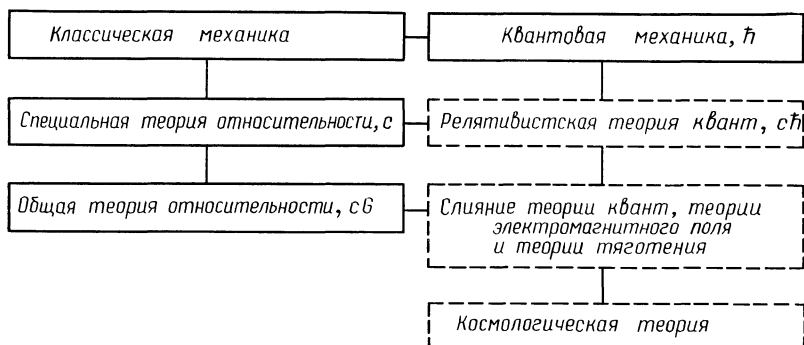 Классическая механика
Квантовая механика, ħ
Специальная теория относительности, c
Релятивистская теория квант, cħ
Общая теория относительности, cG
Слияние теории квант, теории
электромагнитного поля
и теории тяготения
Космологическая теория